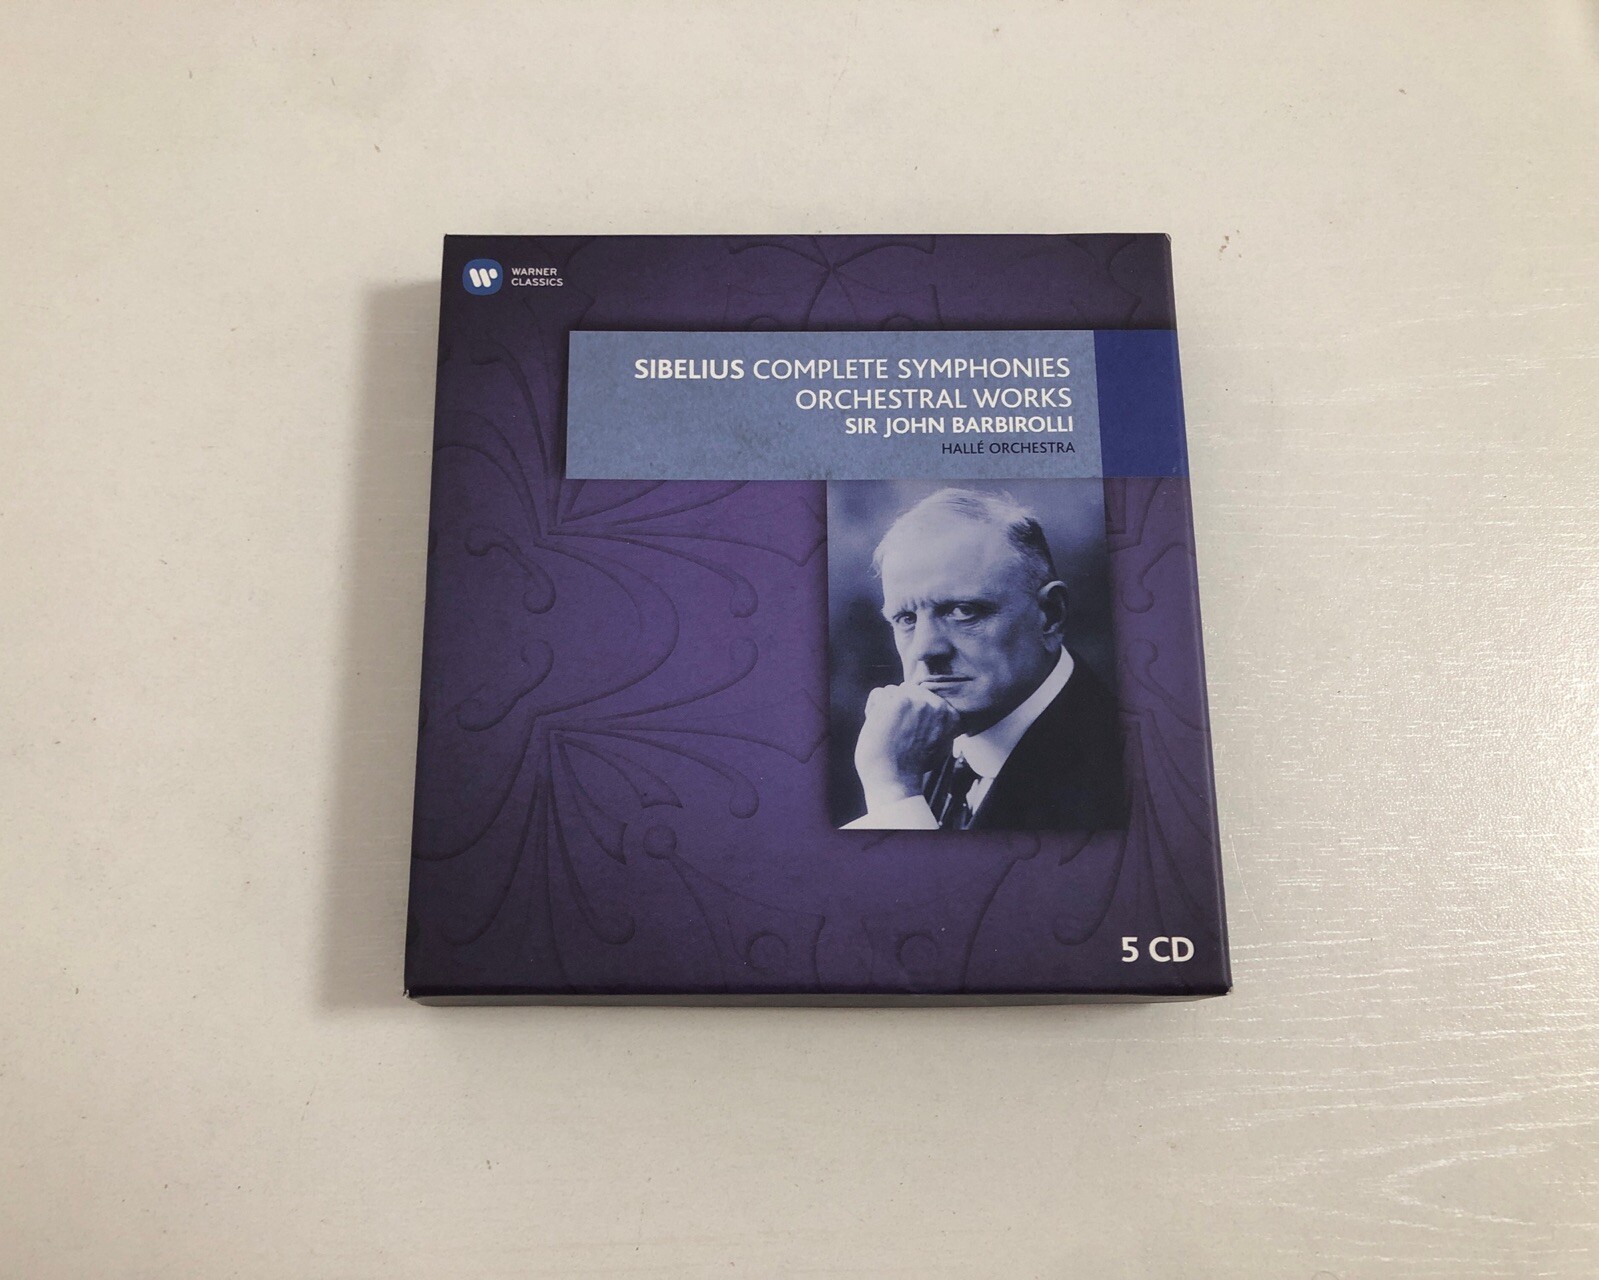 WARNER
CLASSICS
SIBELIUS COMPLETE SYMPHONIES
ORCHESTRAL WORKS
SIR JOHN BARBIROLLI
HALLÉ ORCHESTRA
5 CD